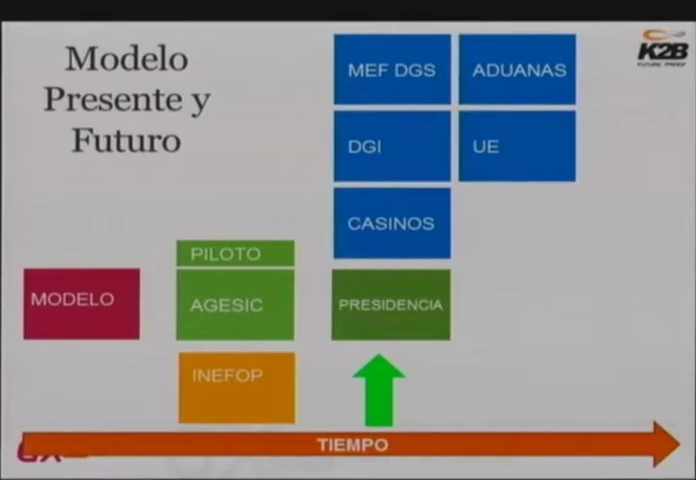 Modelo
Presente y
Futuro
K2B
MEF DGS
ADUANAS
DGI
UE
CASINOS
PILOTO
MODELO
AGESIC
PRESIDENCIA
INEFOP
TIEMPO